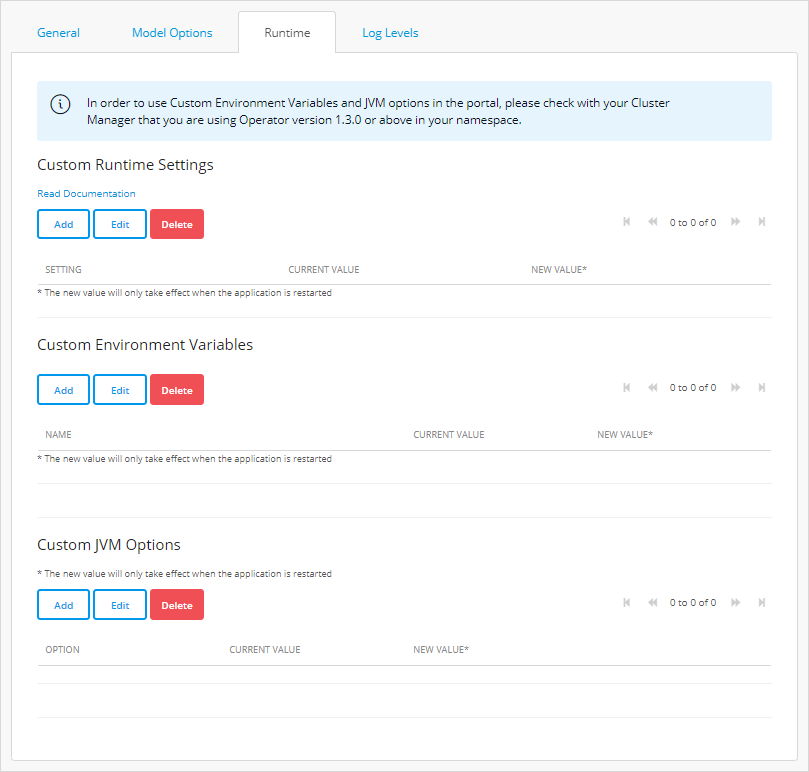 General Model Options Runtime Log Levels
In order to use Custom Environment Variables and JVM options in the portal, please check with your Cluster
Manager that you are using Operator version 1.3.0 or above in your namespace.
Custom Runtime Settings
Read Documentation
Add Edit Delete 0 to 0 of 0
SETTING CURRENT VALUE NEW VALUE*
* The new value will only take effect when the application is restarted
Custom Environment Variables
Add Edit Delete 0 to 0 of 0
NAME CURRENT VALUE NEW VALUE*
* The new value will only take effect when the application is restarted
Custom JVM Options
* The new value will only take effect when the application is restarted
Add Edit Delete 0 to 0 of 0
OPTION CURRENT VALUE NEW VALUE*